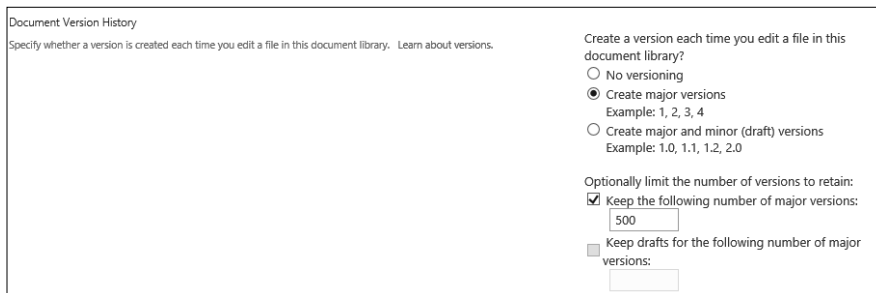 Document Version History
Specify whether a version is created each time you edit a file in this document library. Learn about versions.
Create a version each time you edit a file in this
document library?
No versioning
Create major versions
Example: 1, 2, 3, 4
Create major and minor (draft) versions
Example: 1.0, 1.1, 1.2, 2.0
Optionally limit the number of versions to retain:
Keep the following number of major versions:
500
Keep drafts for the following number of major
versions: